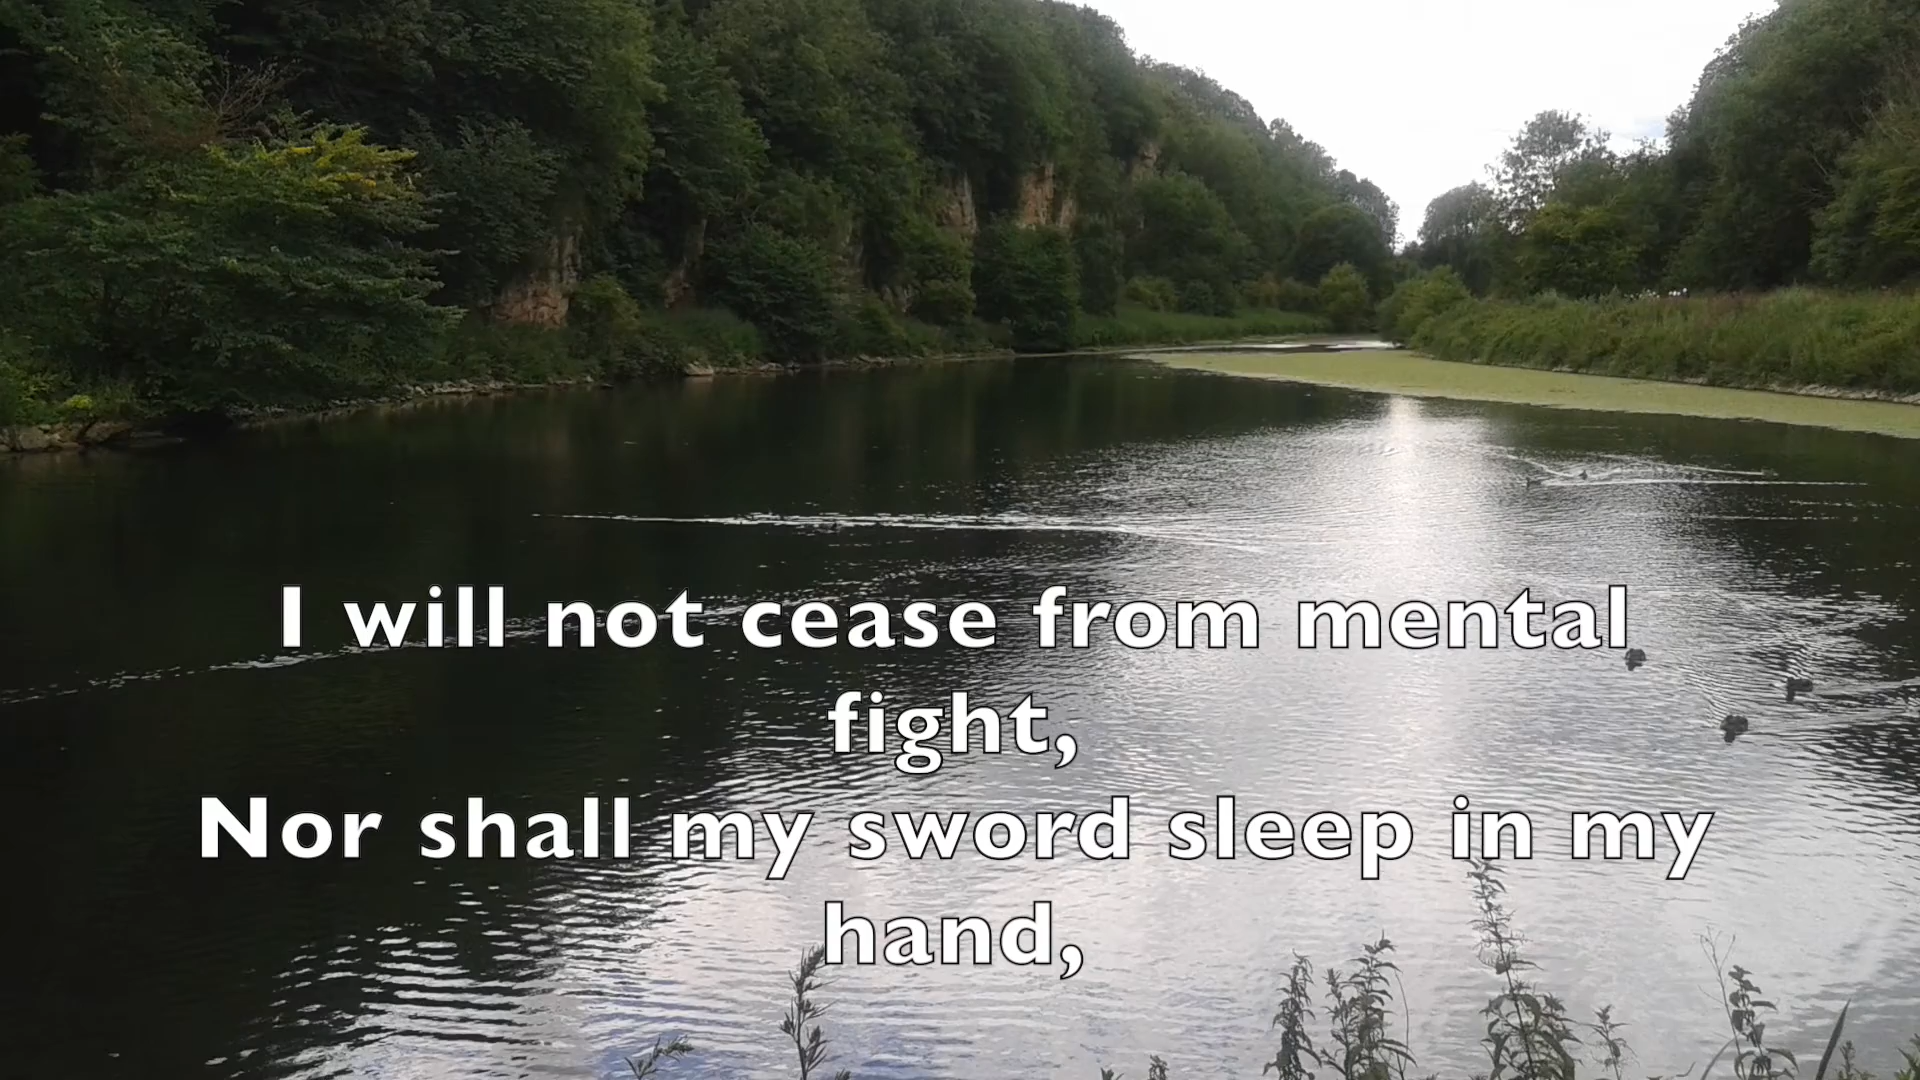 I will not cease from mental
fight,
Nor shall my sword sleep in my
hand,